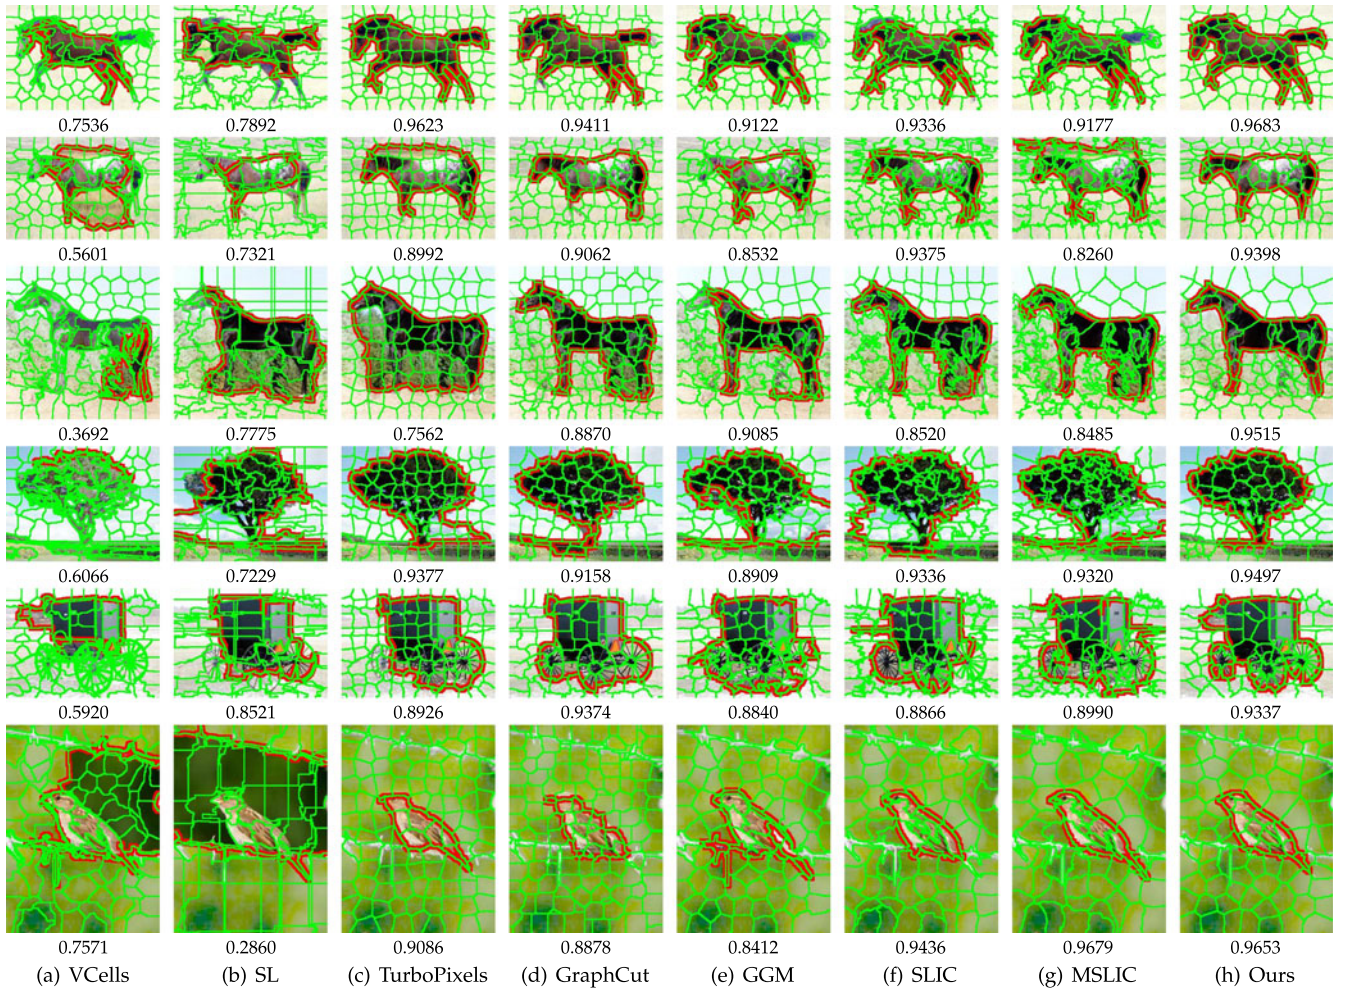 0.7536 0.7892 0.9623 0.9411 0.9122 0.9336 0.9177 0.9683
0.5601 0.7321 0.8992 0.9062 0.8532 0.9375 0.8260 0.9398
0.3692 0.7775 0.7562 0.8870 0.9085 0.8520 0.8485 0.9515
0.6066 0.7229 0.9377 0.9158 0.8909 0.9336 0.9320 0.9497
0.5920 0.8521 0.8926 0.9374 0.8840 0.8866 0.8990 0.9337
0.7571 0.2860 0.9086 0.8878 0.8412 0.9436 0.9679 0.9653
(a) VCells (b) SL (c) TurboPixels (d) GraphCut (e) GGM (f) SLIC (g) MSLIC (h) Ours